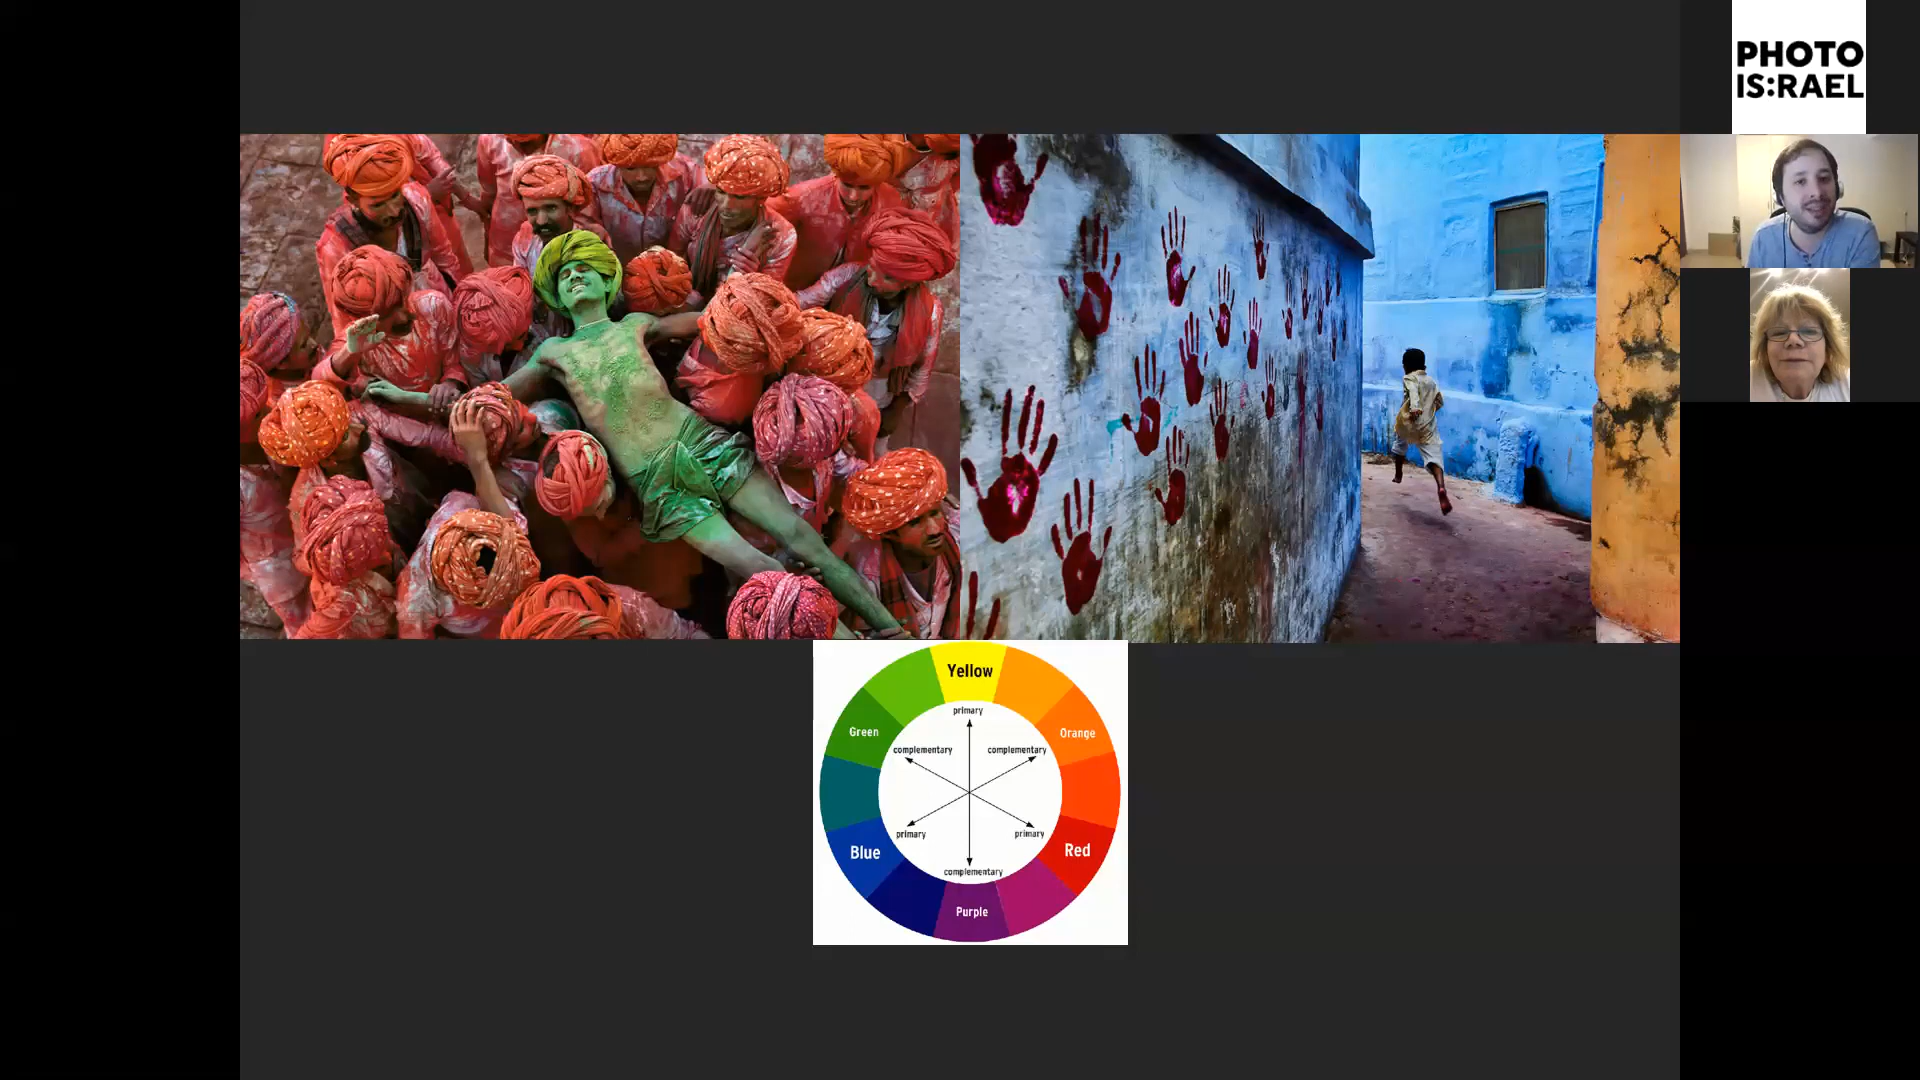 PHOTO
IS:RAEL
Yellow
primary
Green
Orange
complementary
complementary
primary
primary
Blue
Red
complementary
Purple